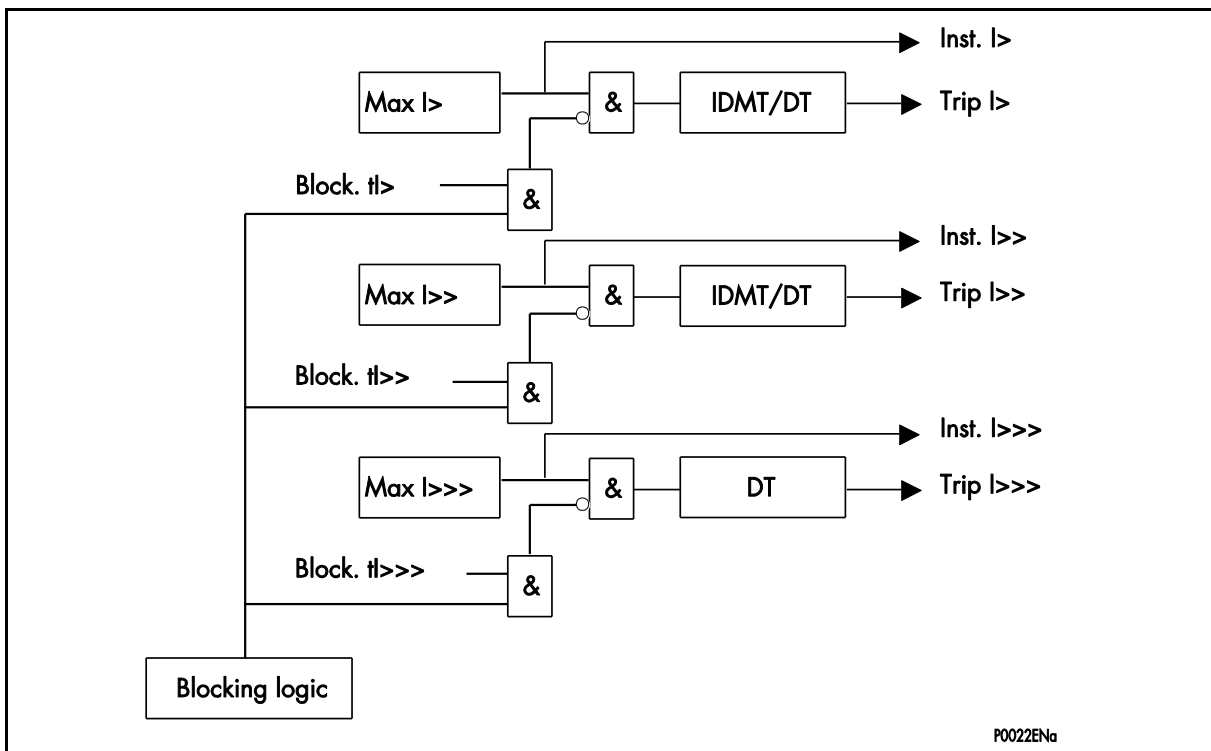 Inst. I>
Max I>
&
IDMT/DT
Trip I>
Block. tI>
&
Inst. I>>
Max I>>
&
IDMT/DT
Trip I>>
Block. tI>>
&
Inst. I>>>
Max I>>>
&
DT
Trip I>>>
Block. tI>>>
&
Blocking logic
P0022ENa